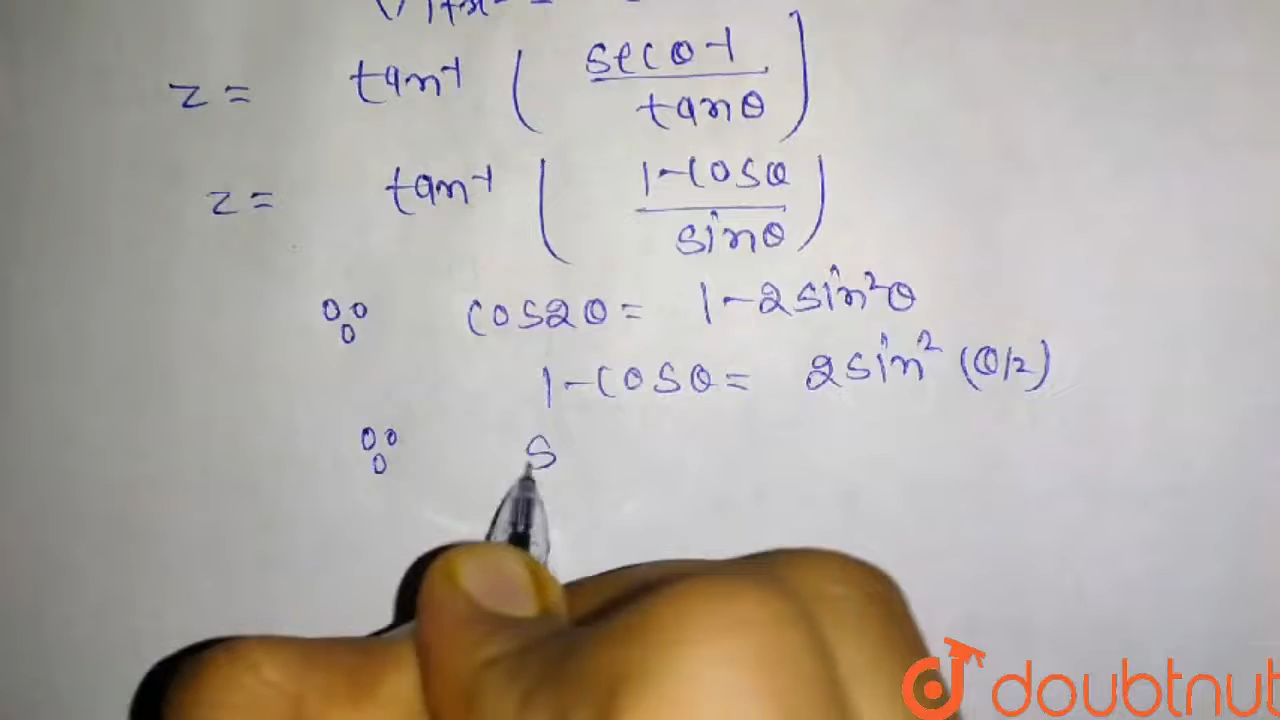 z = tan⁻¹ ( secθ-1 / tanθ )
z = tan⁻¹ ( 1-cosθ / sinθ )
∵ cos2θ = 1-2sin²θ
1-cosθ = 2sin² (θ/2)
∵ s
doubtnut